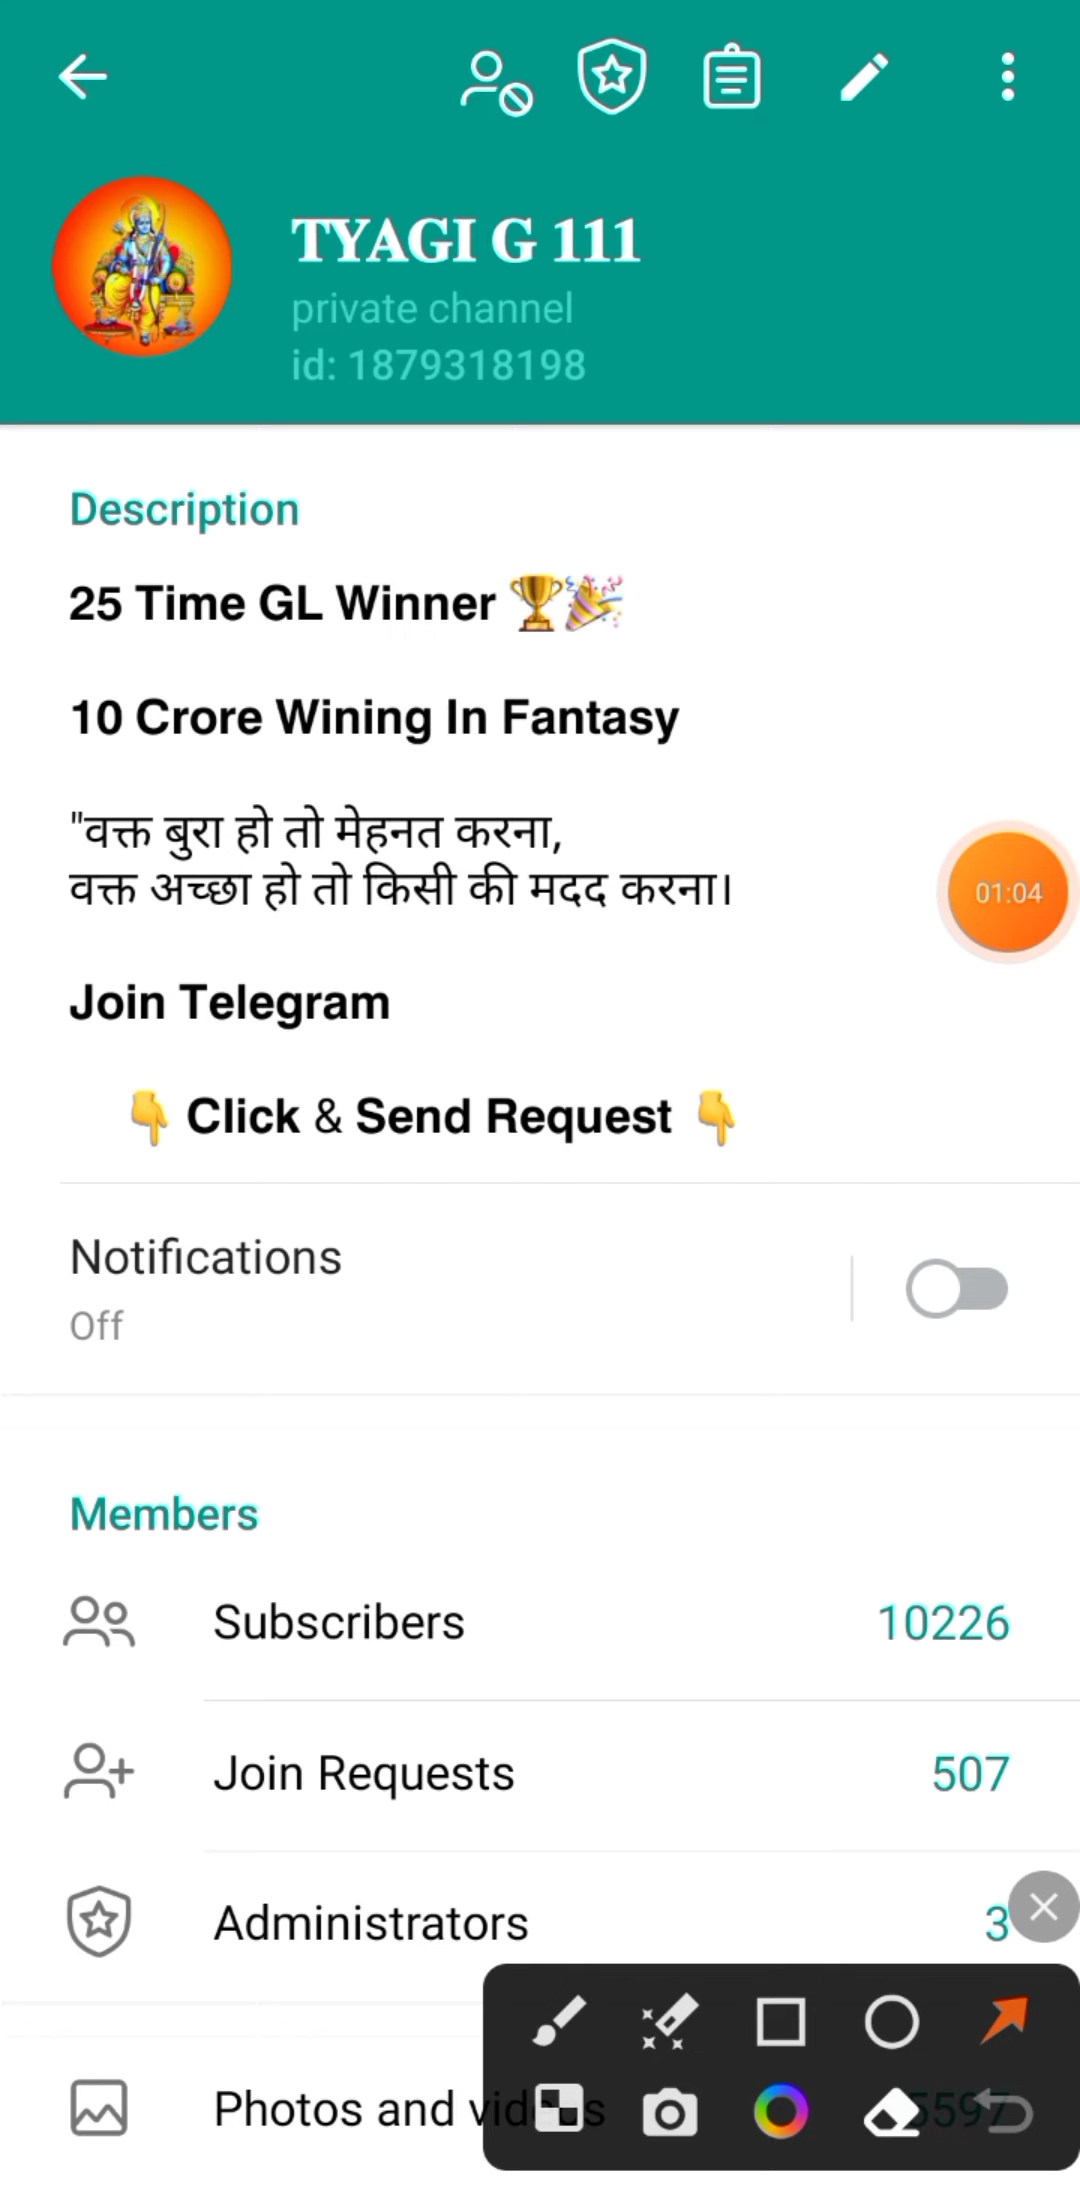 TYAGI G 111
private channel
id: 1879318198
Description
25 Time GL Winner 🏆🎉
10 Crore Wining In Fantasy
"वक्त बुरा हो तो मेहनत करना,
वक्त अच्छा हो तो किसी की मदद करना।
01:04
Join Telegram
👇 Click & Send Request 👇
Notifications
Off
Members
Subscribers 10226
Join Requests 507
Administrators 3
Photos and videos 5597